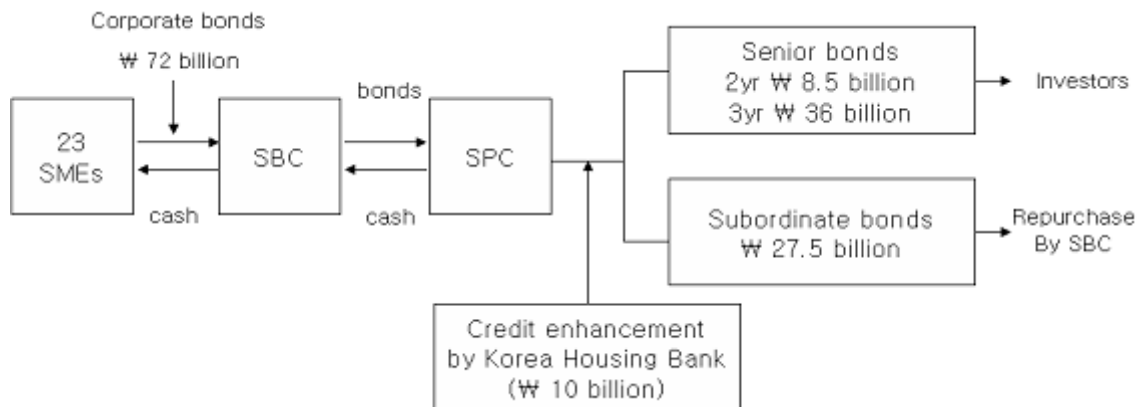 Corporate bonds
₩ 72 billion
23
SMEs
cash
SBC
bonds
cash
SPC
Senior bonds
2yr ₩ 8.5 billion
3yr ₩ 36 billion
Investors
Subordinate bonds
₩ 27.5 billion
Repurchase
By SBC
Credit enhancement
by Korea Housing Bank
(₩ 10 billion)